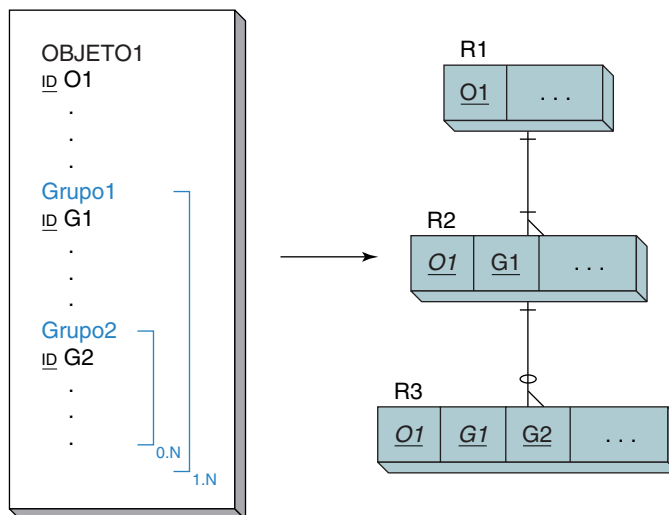 OBJETO1
ID O1
.
.
.
Grupo1
ID G1
.
.
.
Grupo2
ID G2
.
.
.
0.N
1.N
R1
O1 ...
R2
O1 G1 ...
R3
O1 G1 G2 ...